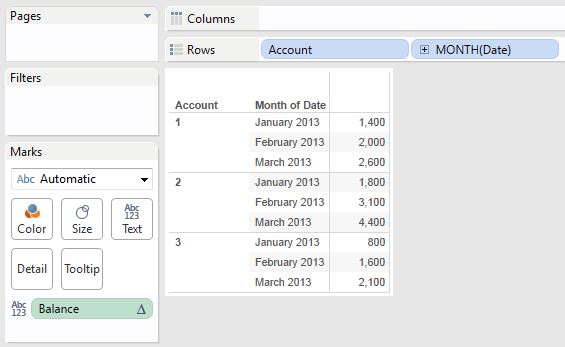 Pages
Columns
Rows Account MONTH(Date)
Filters
Marks
Abc Automatic
Color Size Abc 123 Text
Detail Tooltip
Abc 123 Balance Δ
Account Month of Date
1 January 2013 1,400
February 2013 2,000
March 2013 2,600
2 January 2013 1,800
February 2013 3,100
March 2013 4,400
3 January 2013 800
February 2013 1,600
March 2013 2,100